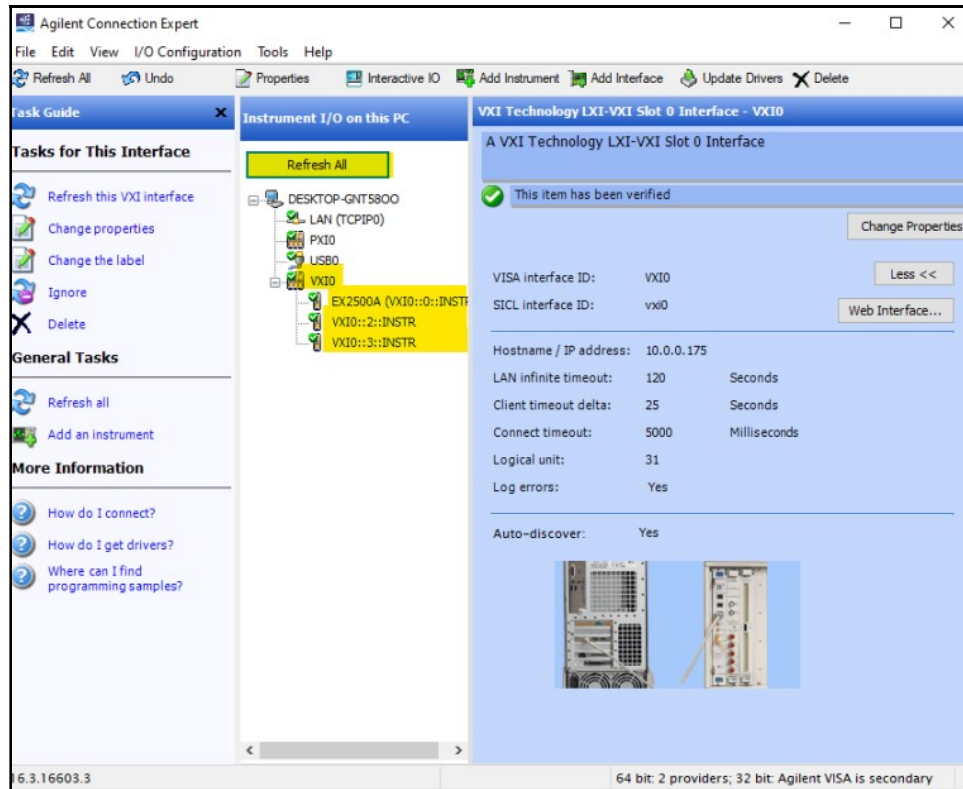 Agilent Connection Expert
File Edit View I/O Configuration Tools Help
Refresh All Undo Properties Interactive IO Add Instrument Add Interface Update Drivers Delete
Task Guide
Tasks for This Interface
Refresh this VXI interface
Change properties
Change the label
Ignore
Delete
General Tasks
Refresh all
Add an instrument
More Information
How do I connect?
How do I get drivers?
Where can I find
programming samples?
Instrument I/O on this PC
Refresh All
DESKTOP-GNT58OO
LAN (TCPIP0)
PXI0
USB0
VXI0
EX2500A (VXI0::0::INSTR
VXI0::2::INSTR
VXI0::3::INSTR
VXI Technology LXI-VXI Slot 0 Interface - VXI0
A VXI Technology LXI-VXI Slot 0 Interface
This item has been verified
Change Properties
VISA interface ID: VXI0
Less <<
SICL interface ID: vxi0
Web Interface...
Hostname / IP address: 10.0.0.175
LAN infinite timeout: 120 Seconds
Client timeout delta: 25 Seconds
Connect timeout: 5000 Milliseconds
Logical unit: 31
Log errors: Yes
Auto-discover: Yes
16.3.16603.3
64 bit: 2 providers; 32 bit: Agilent VISA is secondary